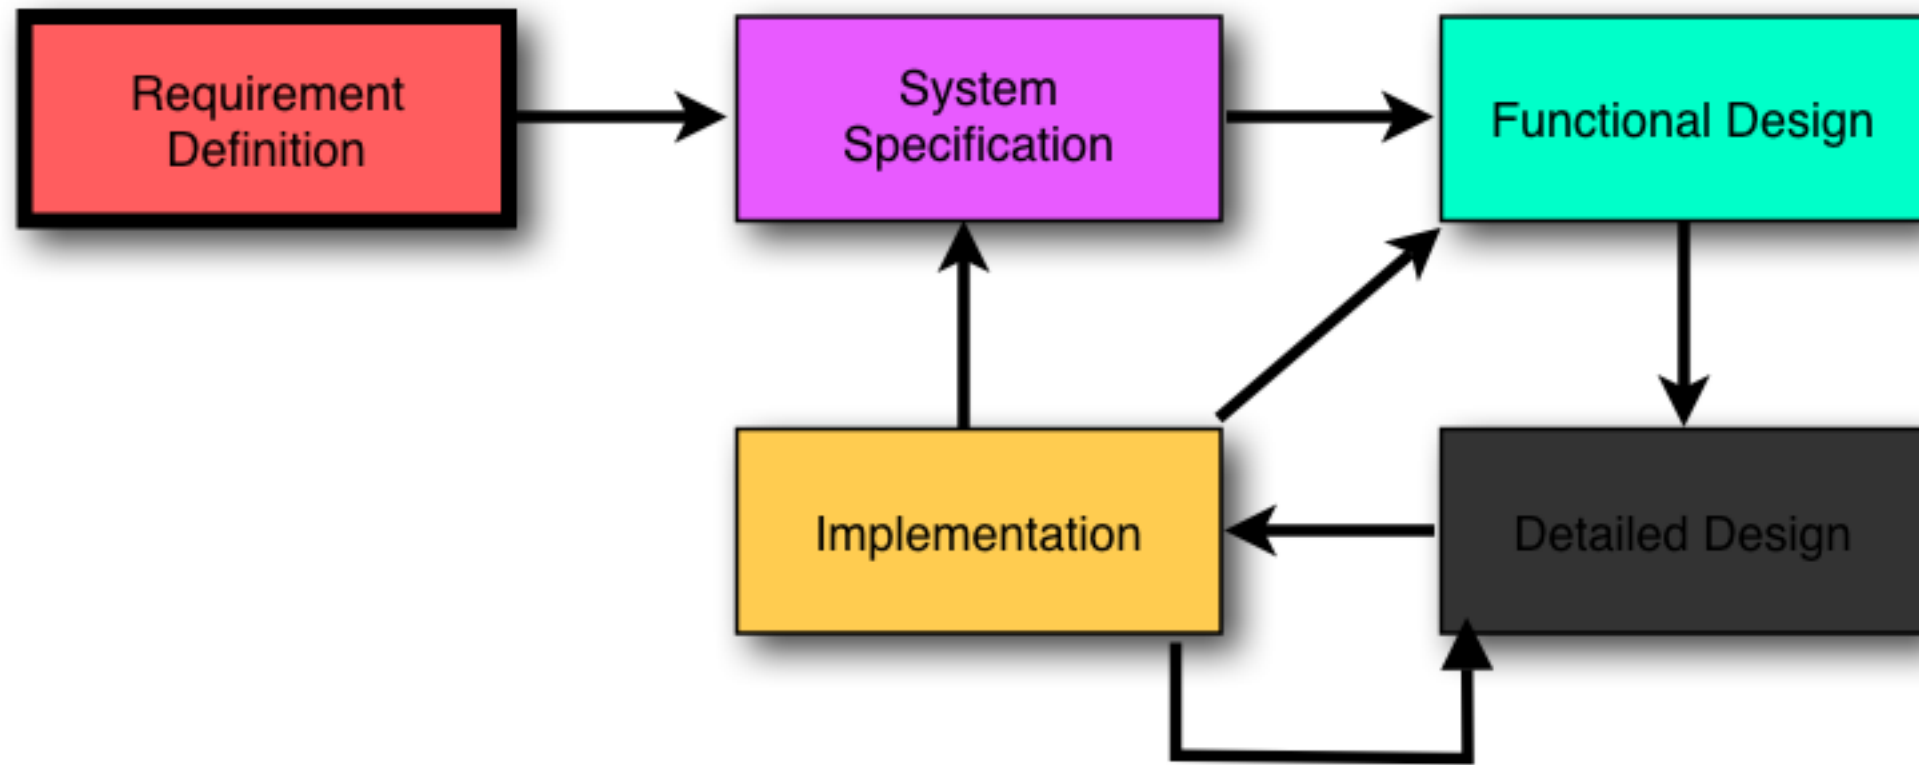 Requirement
Definition
System
Specification
Functional Design
Implementation
Detailed Design